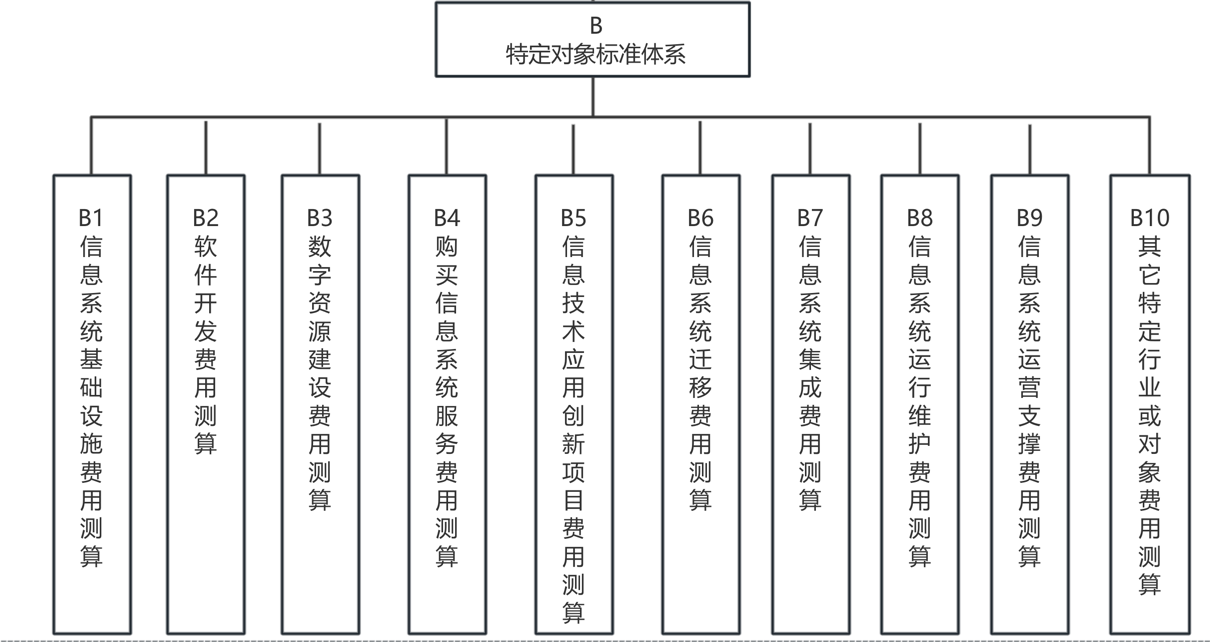 B
特定对象标准体系
B1
信息系统基础设施费用测算
B2
软件开发费用测算
B3
数字资源建设费用测算
B4
购买信息系统服务费用测算
B5
信息技术应用创新项目费用测算
B6
信息系统迁移费用测算
B7
信息系统集成费用测算
B8
信息系统运行维护费用测算
B9
信息系统运营支撑费用测算
B10
其它特定行业或对象费用测算